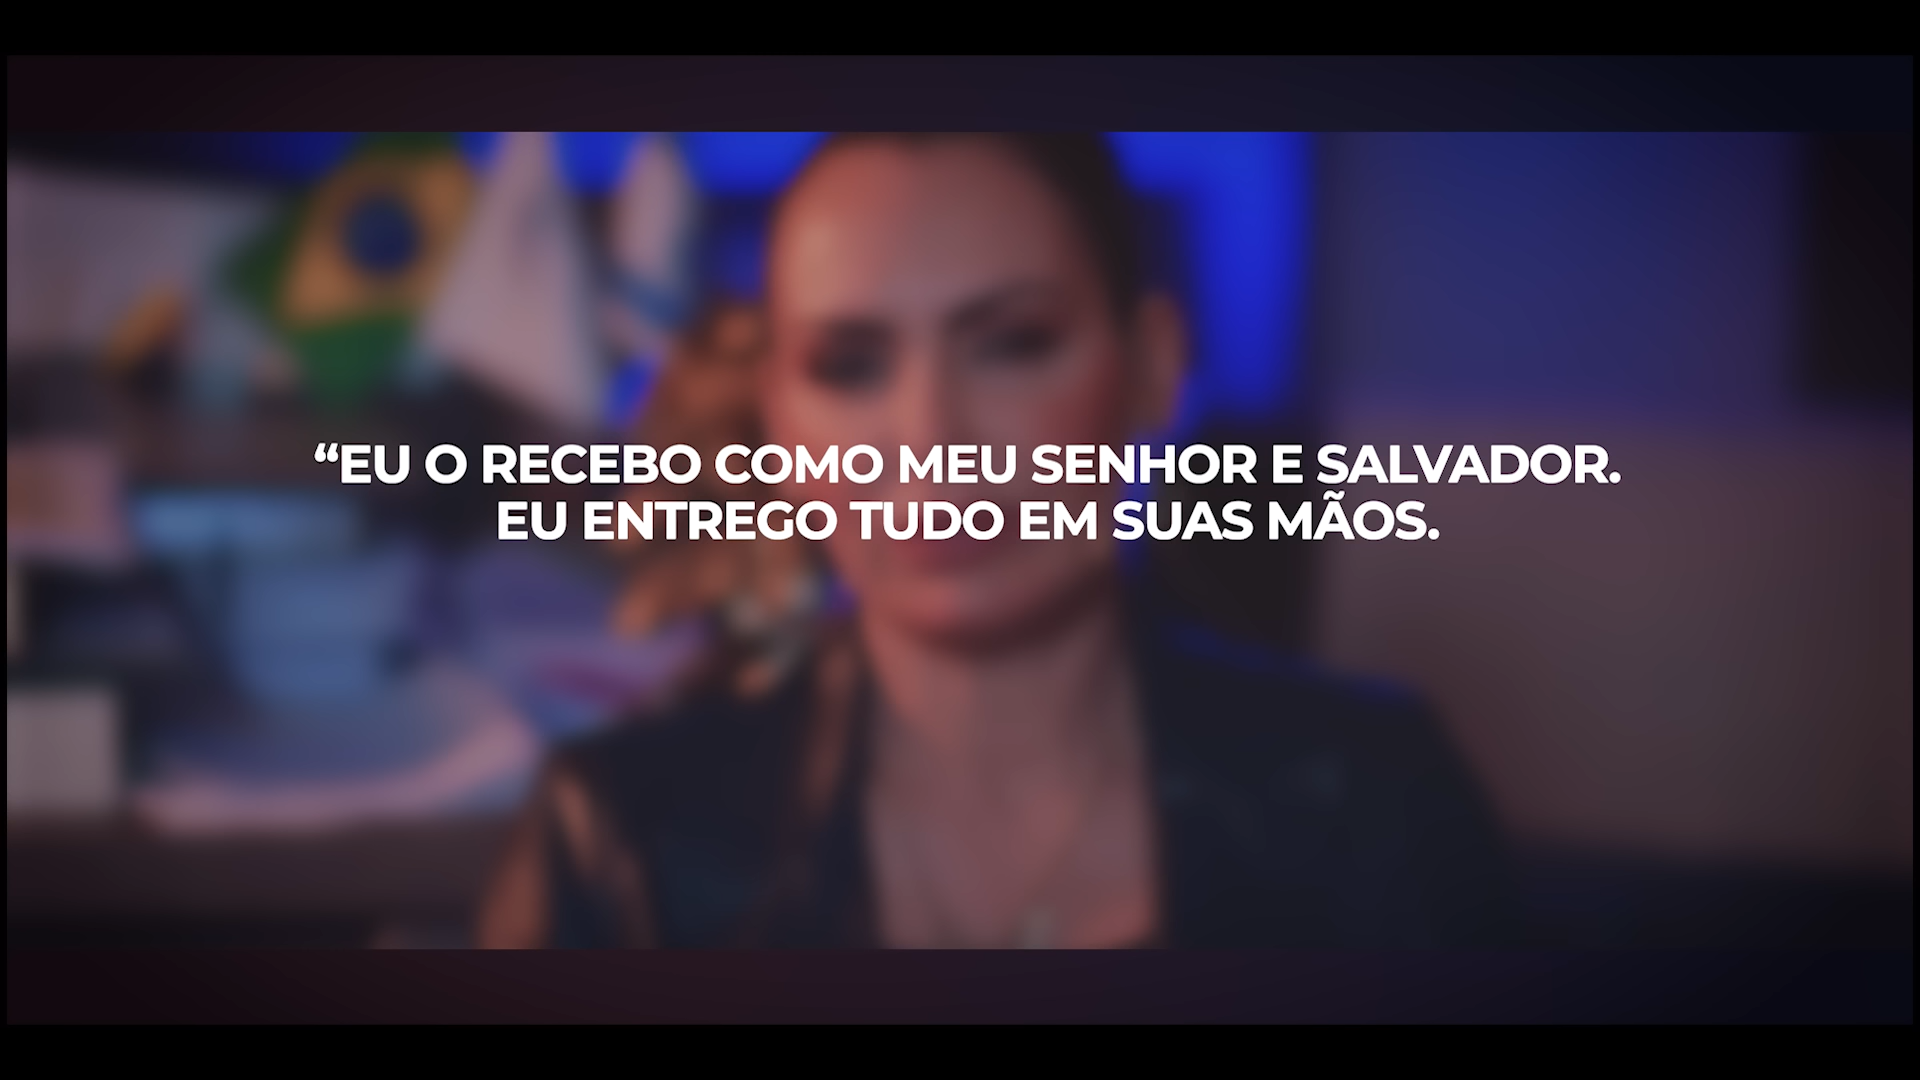 “EU O RECEBO COMO MEU SENHOR E SALVADOR.
EU ENTREGO TUDO EM SUAS MÃOS.